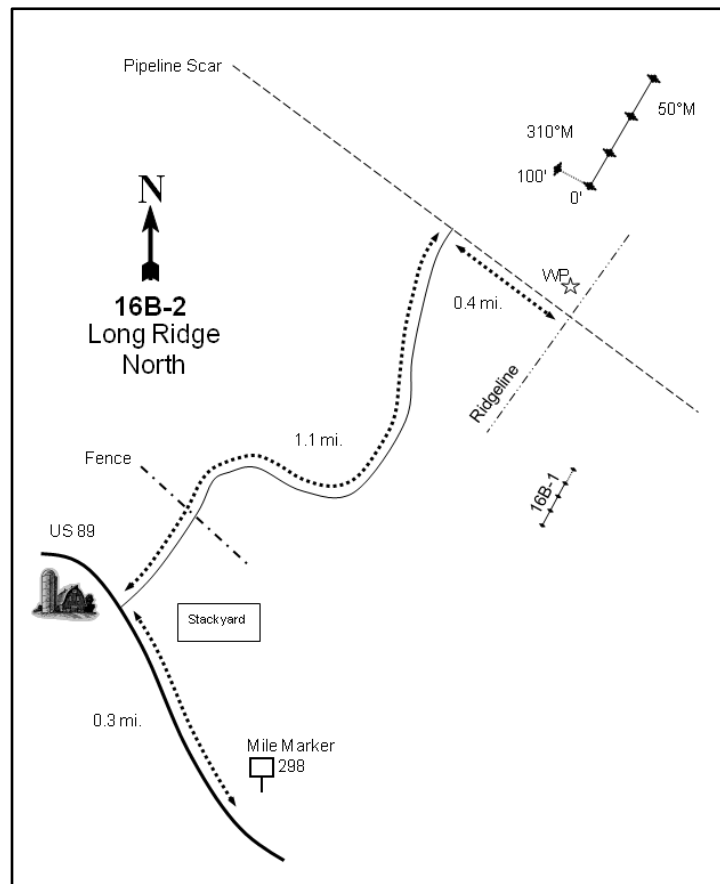 Pipeline Scar
50°M
310°M
100'
0'
N
16B-2
Long Ridge
North
WP
0.4 mi.
Ridgeline
1.1 mi.
Fence
16B-1
US 89
Stackyard
0.3 mi.
Mile Marker
298